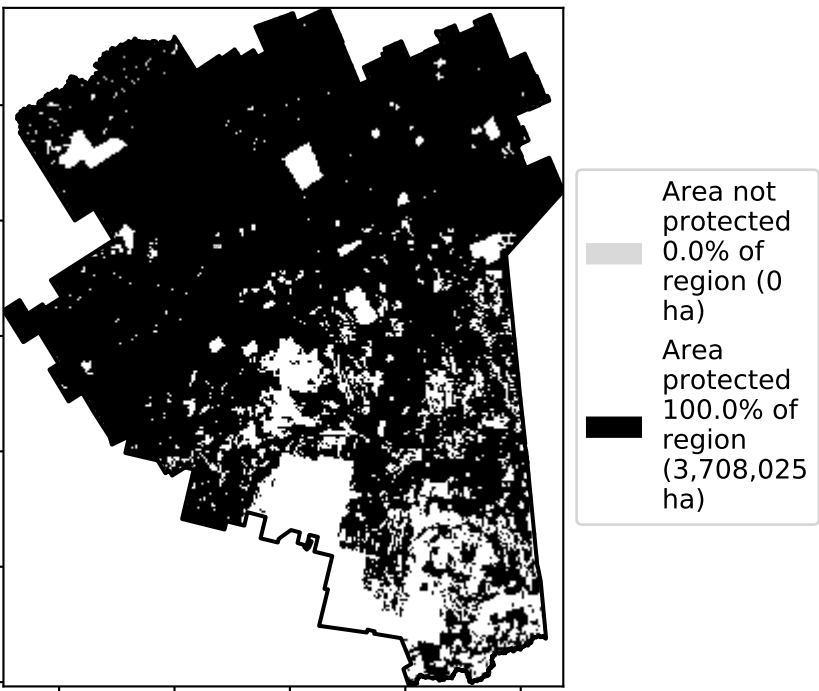 Area not
protected
0.0% of
region (0
ha)
Area
protected
100.0% of
region
(3,708,025
ha)